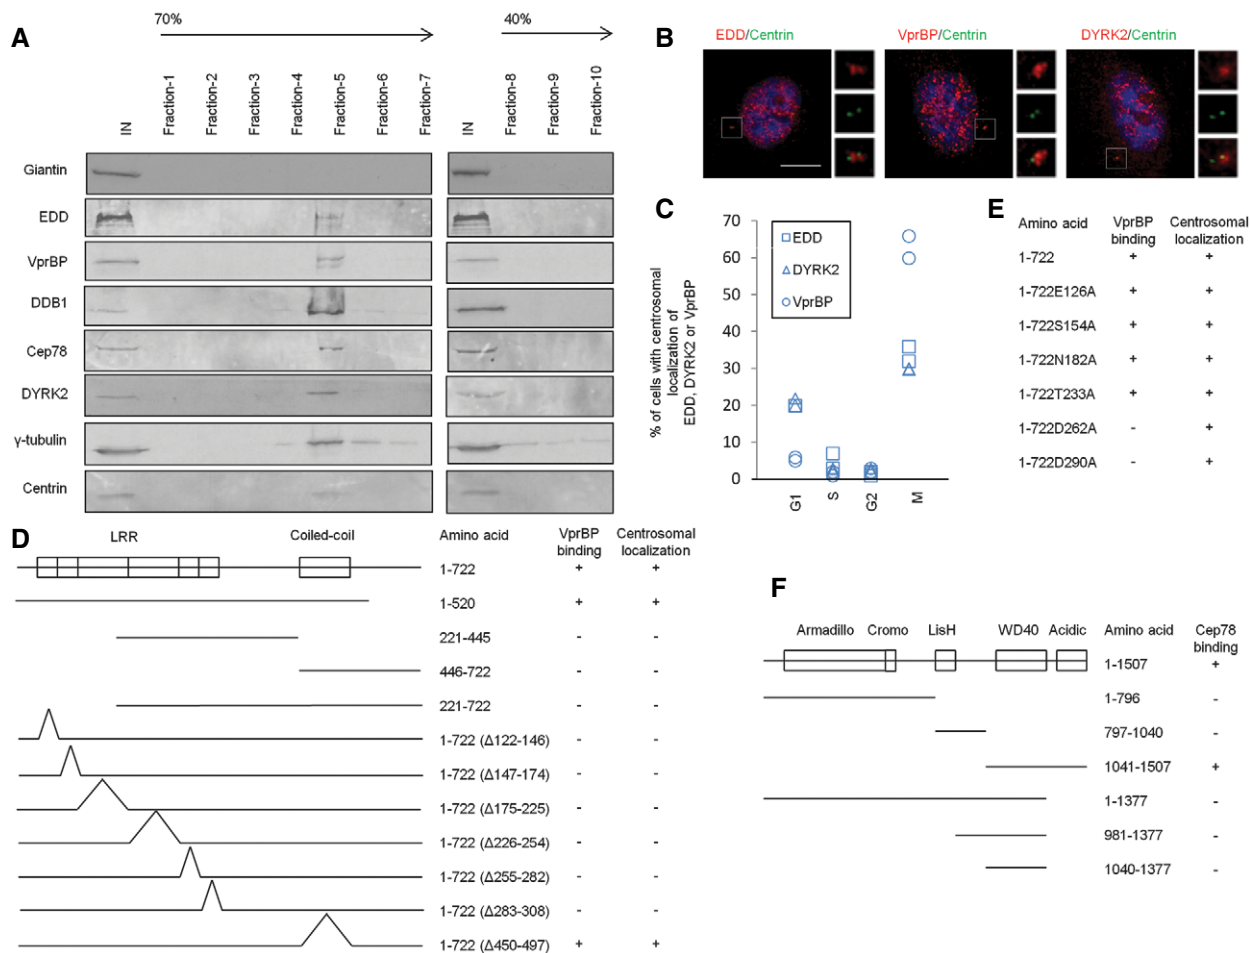 A
70%
40%
IN
Fraction-1
Fraction-2
Fraction-3
Fraction-4
Fraction-5
Fraction-6
Fraction-7
IN
Fraction-8
Fraction-9
Fraction-10
Giantin
EDD
VprBP
DDB1
Cep78
DYRK2
γ-tubulin
Centrin
B
EDD/Centrin
VprBP/Centrin
DYRK2/Centrin
C
% of cells with centrosomal
localization of
EDD, DYRK2 or VprBP
70
60
50
40
30
20
10
0
EDD
DYRK2
VprBP
G1
S
G2
M
E
Amino acid VprBP binding Centrosomal localization
1-722 + +
1-722E126A + +
1-722S154A + +
1-722N182A + +
1-722T233A + +
1-722D262A - +
1-722D290A - +
D
LRR Coiled-coil Amino acid VprBP binding Centrosomal localization
1-722 + +
1-520 + +
221-445 - -
446-722 - -
221-722 - -
1-722 (Δ122-146) - -
1-722 (Δ147-174) - -
1-722 (Δ175-225) - -
1-722 (Δ226-254) - -
1-722 (Δ255-282) - -
1-722 (Δ283-308) - -
1-722 (Δ450-497) + +
F
Armadillo Cromo LisH WD40 Acidic Amino acid Cep78 binding
1-1507 +
1-796 -
797-1040 -
1041-1507 +
1-1377 -
981-1377 -
1040-1377 -